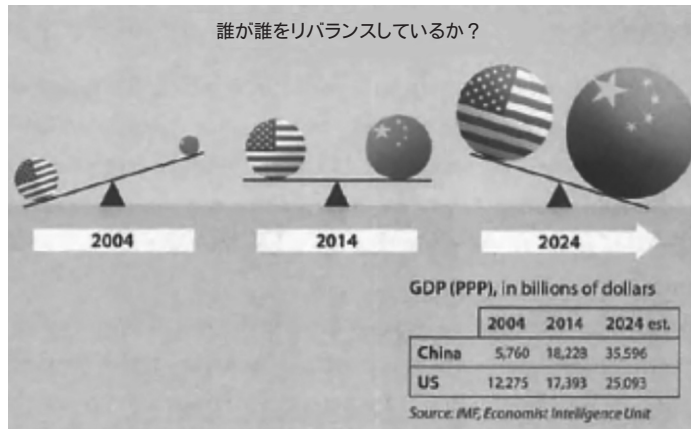 誰が誰をリバランスしているか？
2004
2014
2024
GDP (PPP), in billions of dollars
2004 2014 2024 est.
China 5,760 18,228 35,596
US 12,275 17,393 25,093
Source: IMF, Economist Intelligence Unit